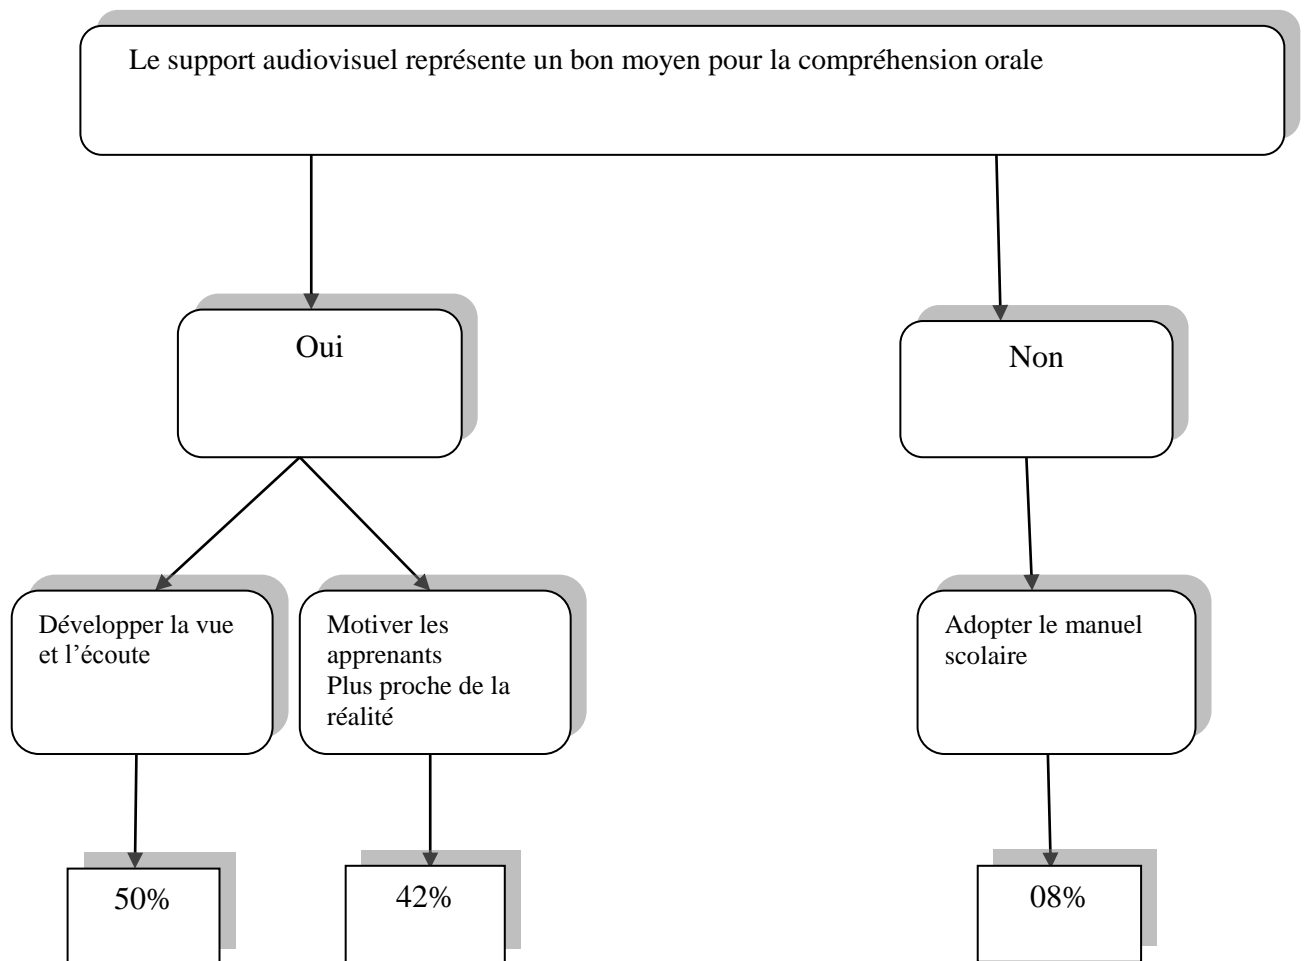 Le support audiovisuel représente un bon moyen pour la compréhension orale
Oui
Non
Développer la vue
et l’écoute
Motiver les
apprenants
Plus proche de la
réalité
Adopter le manuel
scolaire
50%
42%
08%